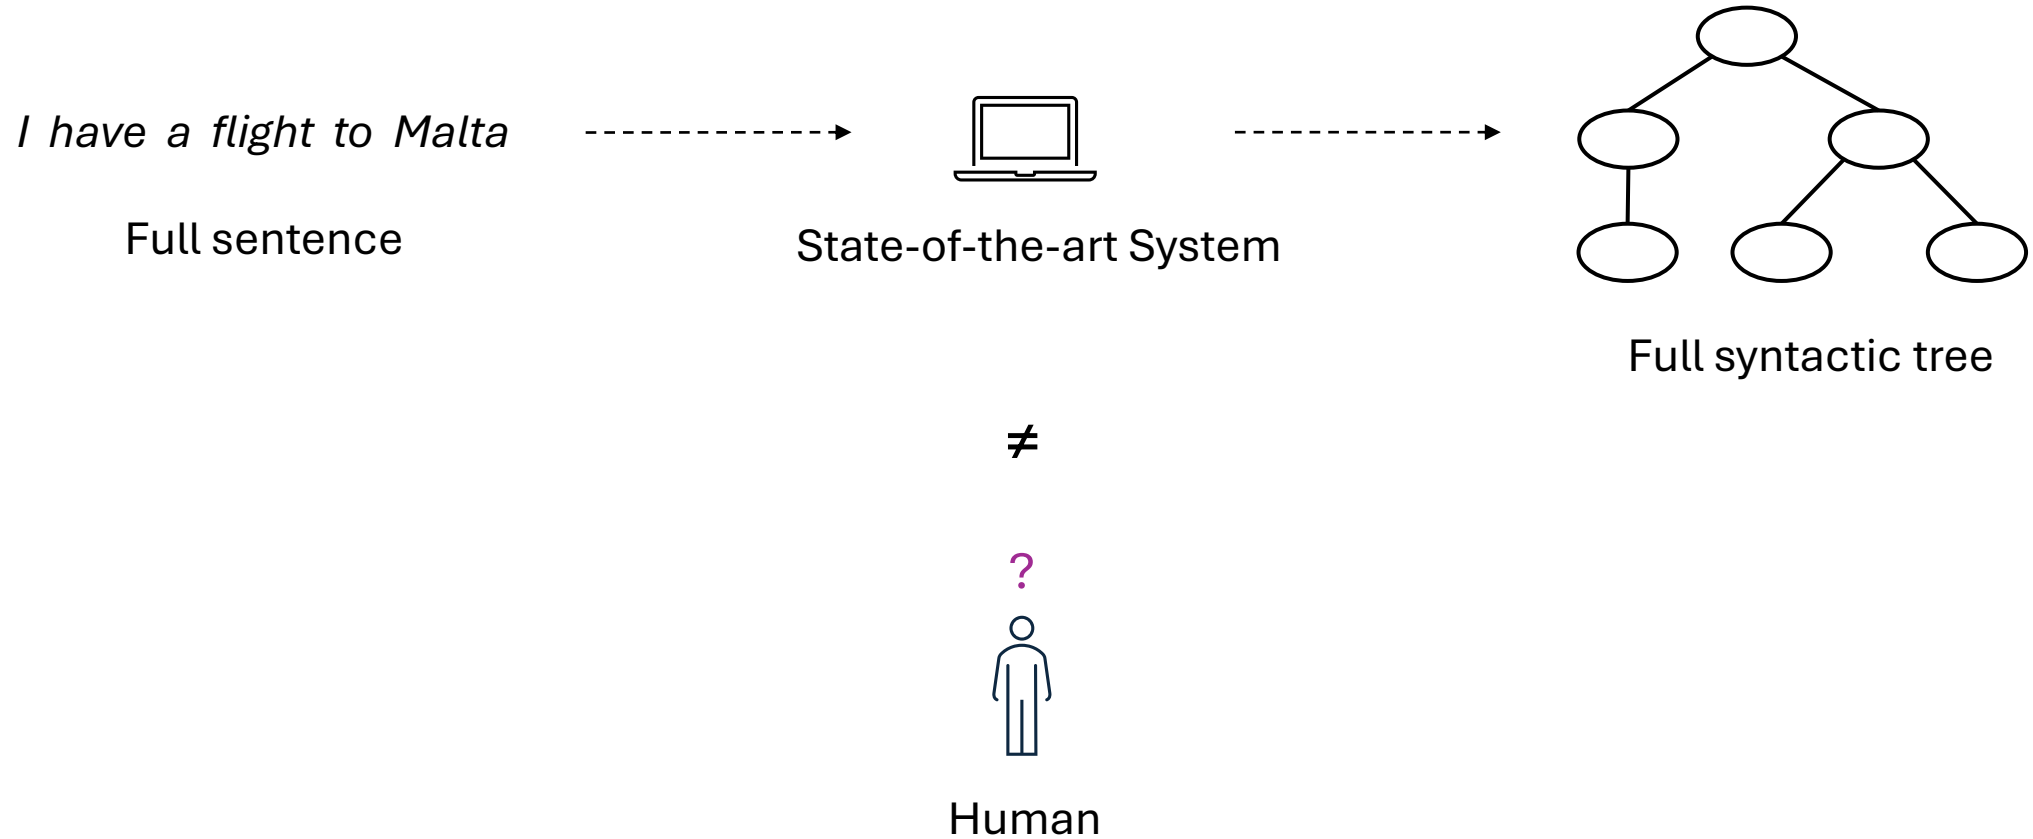 I have a flight to Malta
Full sentence
State-of-the-art System
Full syntactic tree
≠
?
Human